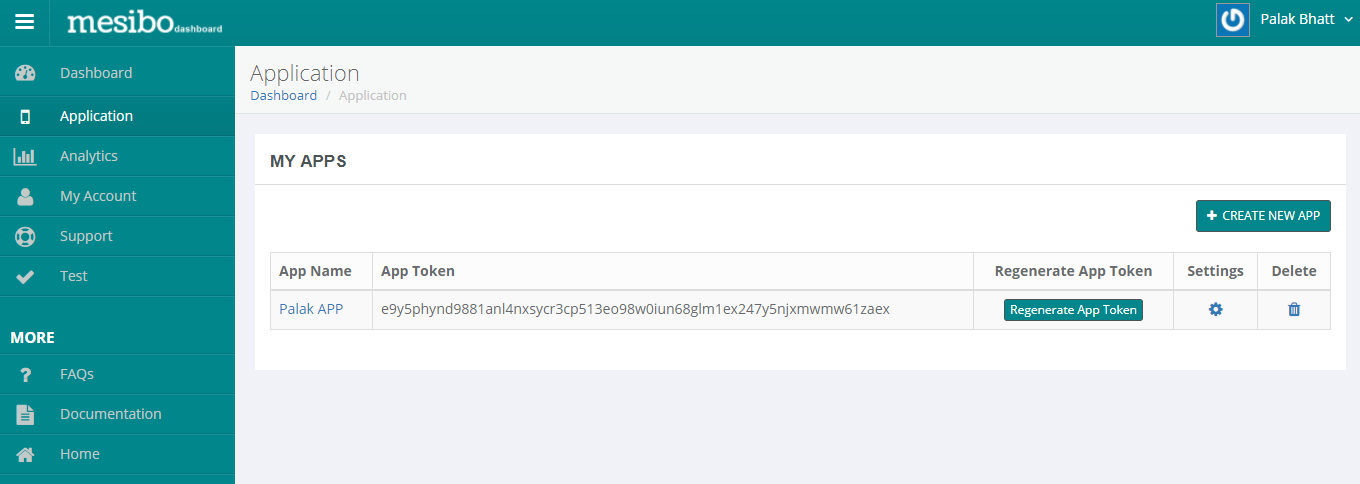 mesibo dashboard
Palak Bhatt
Dashboard
Application
Analytics
My Account
Support
Test
MORE
FAQs
Documentation
Home
Application
Dashboard / Application
MY APPS
+ CREATE NEW APP
App Name App Token Regenerate App Token Settings Delete
Palak APP e9y5phynd9881anl4nxsycr3cp513eo98w0iun68glm1ex247y5njxmwmw61zaex Regenerate App Token